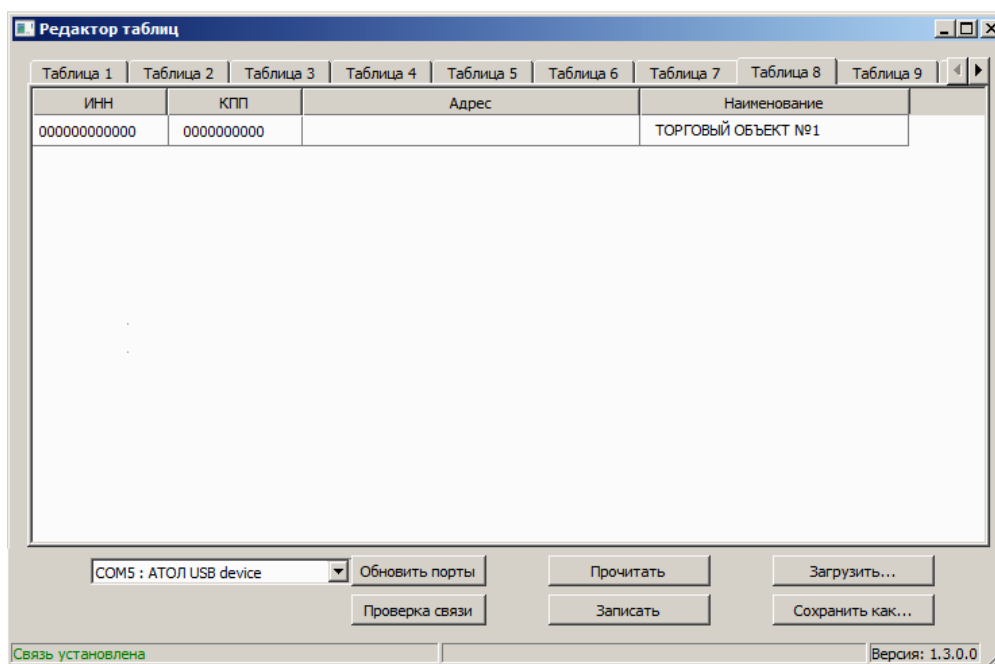 Редактор таблиц
Таблица 1 Таблица 2 Таблица 3 Таблица 4 Таблица 5 Таблица 6 Таблица 7 Таблица 8 Таблица 9
ИНН КПП Адрес Наименование
000000000000 0000000000 ТОРГОВЫЙ ОБЪЕКТ №1
COM5 : АТОЛ USB device Обновить порты Прочитать Загрузить...
Проверка связи Записать Сохранить как...
Связь установлена Версия: 1.3.0.0